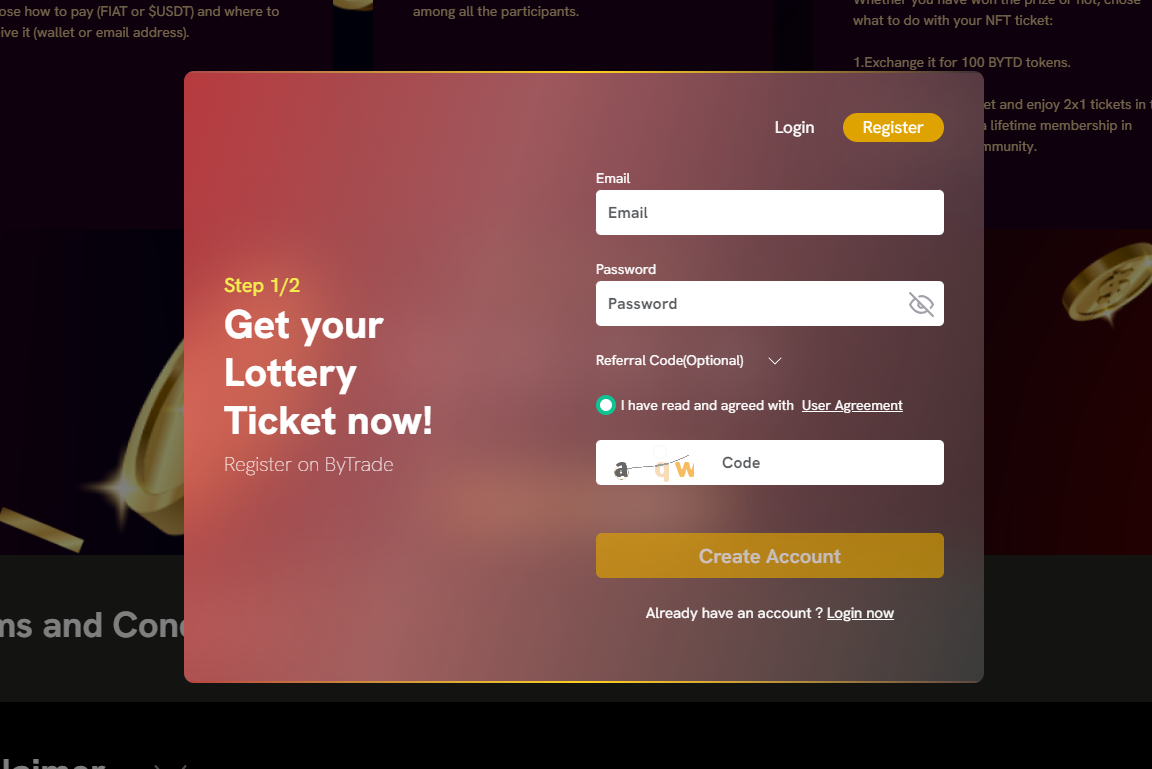 ose how to pay (FIAT or $USDT) and where to
ive it (wallet or email address).
among all the participants.
Whether you have won the prize or not, chose
what to do with your NFT ticket:
1.Exchange it for 100 BYTD tokens.
et and enjoy 2x1 tickets in t
a lifetime membership in
mmunity.
Login
Register
Email
Email
Password
Password
Referral Code(Optional)
I have read and agreed with User Agreement
a q w
Code
Create Account
Already have an account ? Login now
Step 1/2
Get your
Lottery
Ticket now!
Register on ByTrade
ms and Cond
laimer